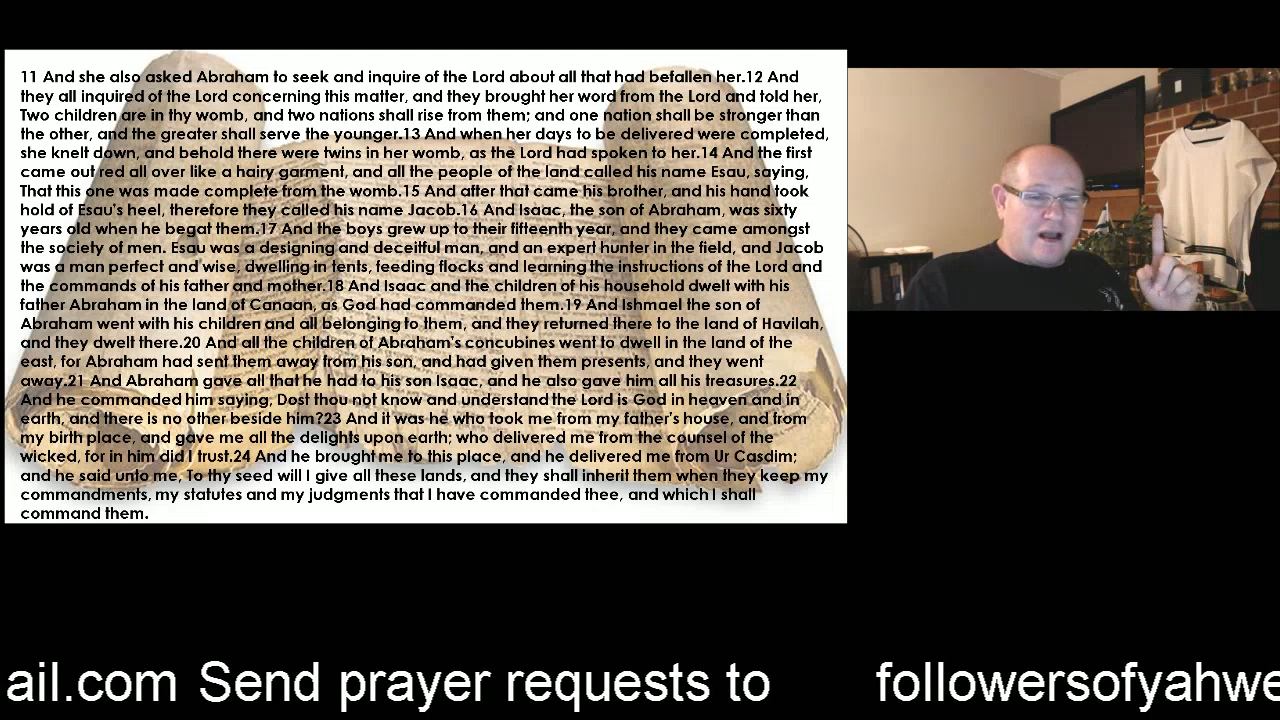 11 And she also asked Abraham to seek and inquire of the Lord about all that had befallen her.12 And
they all inquired of the Lord concerning this matter, and they brought her word from the Lord and told her,
Two children are in thy womb, and two nations shall rise from them; and one nation shall be stronger than
the other, and the greater shall serve the younger.13 And when her days to be delivered were completed,
she knelt down, and behold there were twins in her womb, as the Lord had spoken to her.14 And the first
came out red all over like a hairy garment, and all the people of the land called his name Esau, saying,
That this one was made complete from the womb.15 And after that came his brother, and his hand took
hold of Esau's heel, therefore they called his name Jacob.16 And Isaac, the son of Abraham, was sixty
years old when he begat them.17 And the boys grew up to their fifteenth year, and they came amongst
the society of men. Esau was a designing and deceitful man, and an expert hunter in the field, and Jacob
was a man perfect and wise, dwelling in tents, feeding flocks and learning the instructions of the Lord and
the commands of his father and mother.18 And Isaac and the children of his household dwelt with his
father Abraham in the land of Canaan, as God had commanded them.19 And Ishmael the son of
Abraham went with his children and all belonging to them, and they returned there to the land of Havilah,
and they dwelt there.20 And all the children of Abraham's concubines went to dwell in the land of the
east, for Abraham had sent them away from his son, and had given them presents, and they went
away.21 And Abraham gave all that he had to his son Isaac, and he also gave him all his treasures.22
And he commanded him saying, Dost thou not know and understand the Lord is God in heaven and in
earth, and there is no other beside him?23 And it was he who took me from my father's house, and from
my birth place, and gave me all the delights upon earth; who delivered me from the counsel of the
wicked, for in him did I trust.24 And he brought me to this place, and he delivered me from Ur Casdim;
and he said unto me, To thy seed will I give all these lands, and they shall inherit them when they keep my
commandments, my statutes and my judgments that I have commanded thee, and which I shall
command them.
ail.com Send prayer requests to followersofyahwe